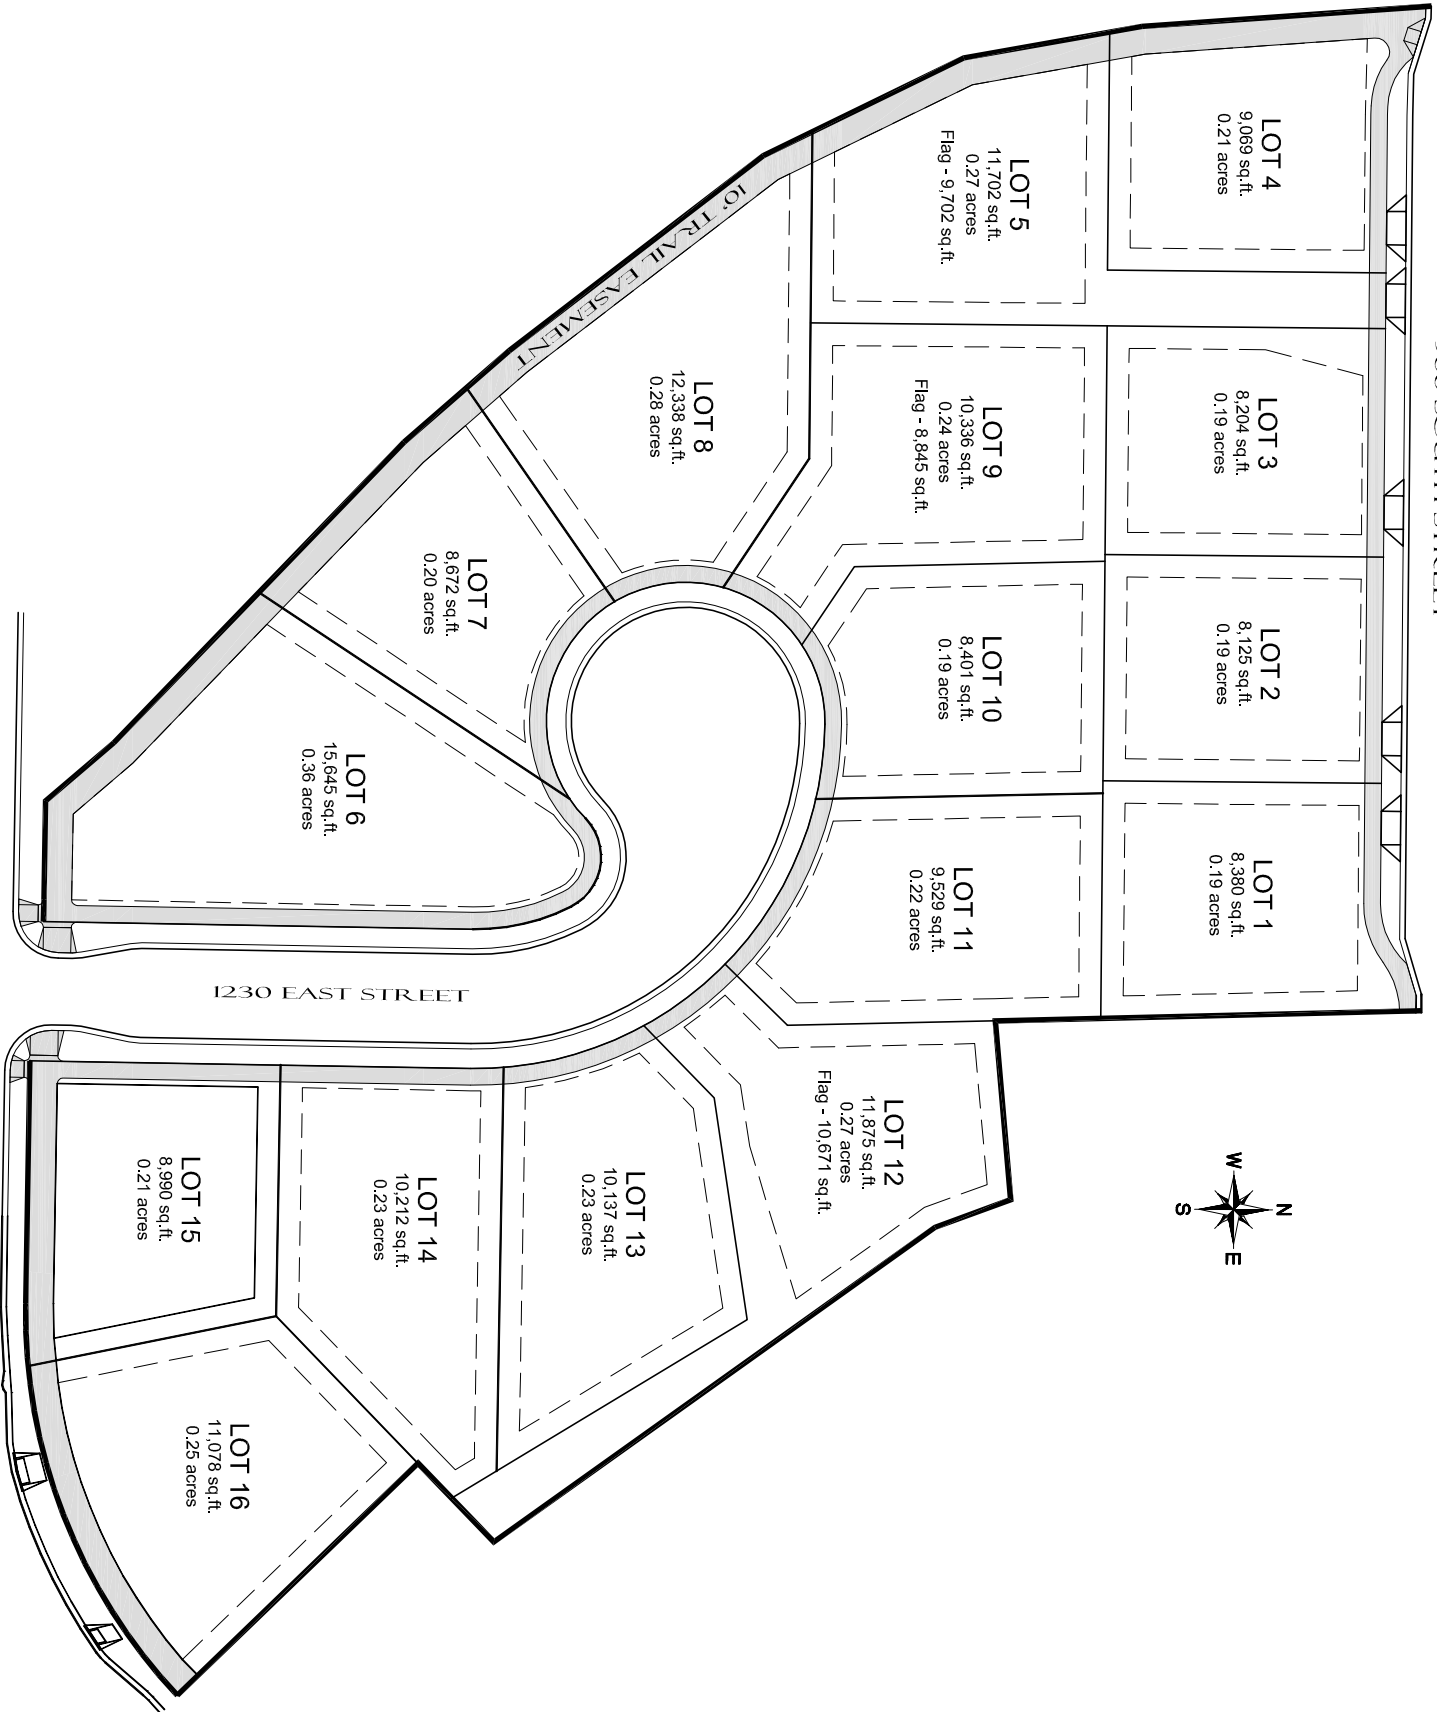 LOT 4
9,069 sq.ft.
0.21 acres
LOT 5
11,702 sq.ft.
0.27 acres
Flag - 9,702 sq.ft.
LOT 3
8,204 sq.ft.
0.19 acres
LOT 9
10,336 sq.ft.
0.24 acres
Flag - 8,845 sq.ft.
LOT 8
12,338 sq.ft.
0.28 acres
10' TRAIL EASEMENT
LOT 7
8,672 sq.ft.
0.20 acres
LOT 2
8,125 sq.ft.
0.19 acres
LOT 10
8,401 sq.ft.
0.19 acres
LOT 6
15,645 sq.ft.
0.36 acres
LOT 1
8,380 sq.ft.
0.19 acres
LOT 11
9,529 sq.ft.
0.22 acres
1230 EAST STREET
LOT 12
11,875 sq.ft.
0.27 acres
Flag - 10,671 sq.ft.
LOT 13
10,137 sq.ft.
0.23 acres
LOT 14
10,212 sq.ft.
0.23 acres
LOT 15
8,990 sq.ft.
0.21 acres
LOT 16
11,078 sq.ft.
0.25 acres
W
N
S
E